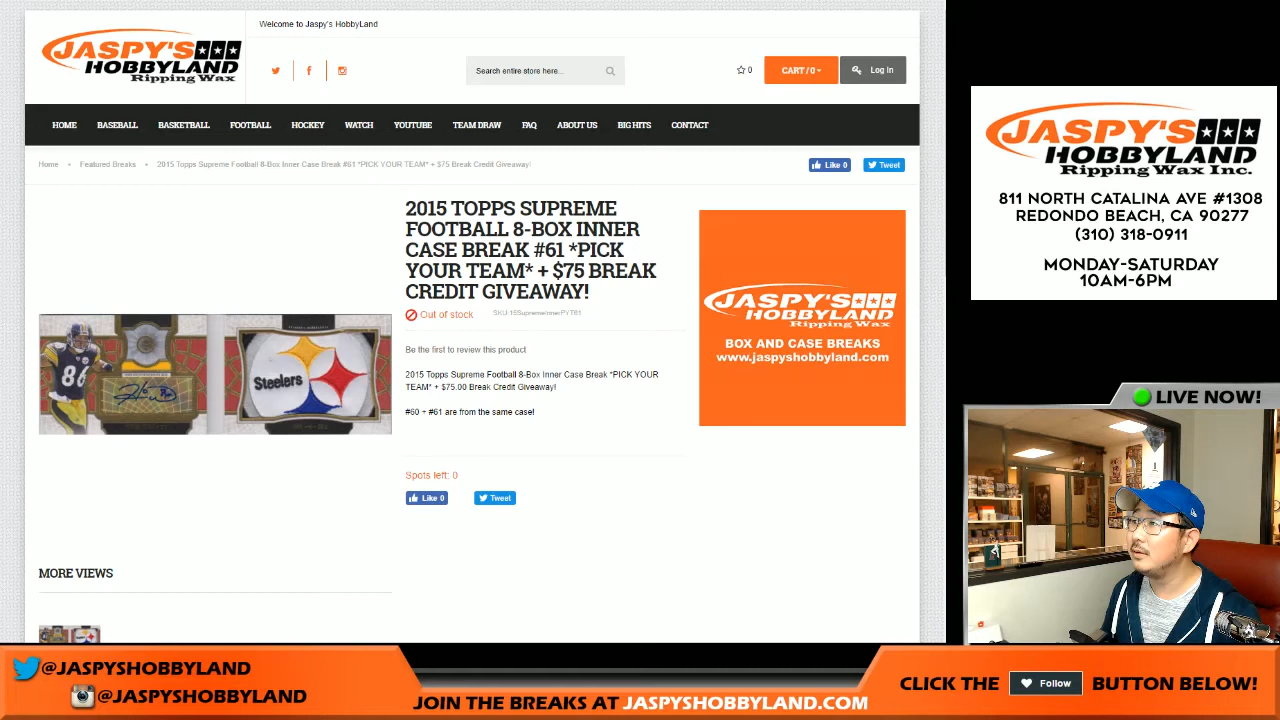 Welcome to Jaspy's HobbyLand
JASPY'S
HOBBYLAND
Ripping Wax
Search entire store here...
0
CART / 0
Log In
HOME BASEBALL BASKETBALL FOOTBALL HOCKEY WATCH YOUTUBE TEAM DRAW FAQ ABOUT US BIG HITS CONTACT
Home • Featured Breaks • 2015 Topps Supreme Football 8-Box Inner Case Break #61 *PICK YOUR TEAM* + $75 Break Credit Giveaway!
Like 0 Tweet
2015 TOPPS SUPREME
FOOTBALL 8-BOX INNER
CASE BREAK #61 *PICK
YOUR TEAM* + $75 BREAK
CREDIT GIVEAWAY!
Out of stock SKU:15SupremeInnerPYT61
Be the first to review this product
2015 Topps Supreme Football 8-Box Inner Case Break *PICK YOUR
TEAM* + $75.00 Break Credit Giveaway!
#60 + #61 are from the same case!
Spots left: 0
Like 0 Tweet
86
Steelers
MORE VIEWS
JASPY'S
HOBBYLAND
Ripping Wax
BOX AND CASE BREAKS
www.jaspyshobbyland.com
JASPY'S
HOBBYLAND
Ripping Wax Inc.
811 NORTH CATALINA AVE #1308
REDONDO BEACH, CA 90277
(310) 318-0911
MONDAY-SATURDAY
10AM-6PM
LIVE NOW!
@JASPYSHOBBYLAND
@JASPYSHOBBYLAND
JOIN THE BREAKS AT JASPYSHOBBYLAND.COM
CLICK THE Follow BUTTON BELOW!